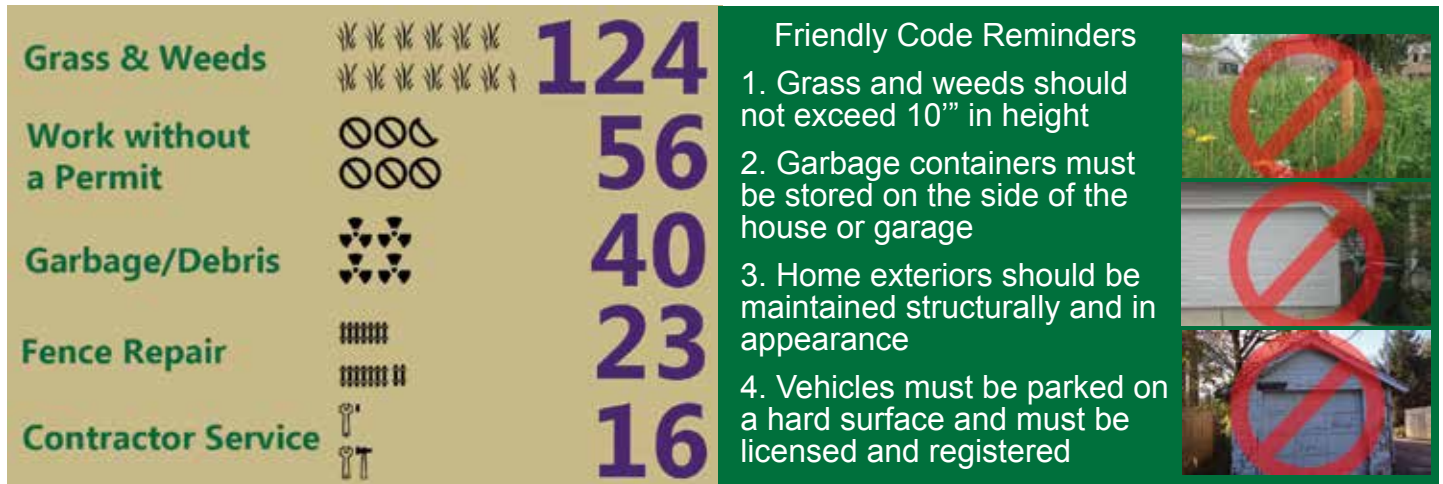 Grass & Weeds
124
Work without
a Permit
56
Garbage/Debris
40
Fence Repair
23
Contractor Service
16
Friendly Code Reminders
1. Grass and weeds should
not exceed 10’” in height
2. Garbage containers must
be stored on the side of the
house or garage
3. Home exteriors should be
maintained structurally and in
appearance
4. Vehicles must be parked on
a hard surface and must be
licensed and registered